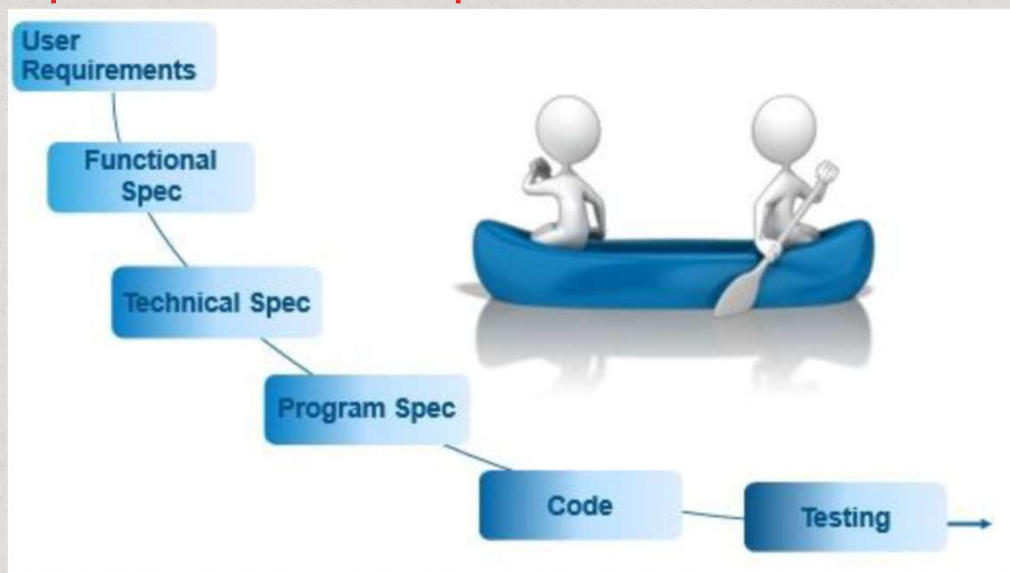 User
Requirements
Functional
Spec
Technical Spec
Program Spec
Code
Testing